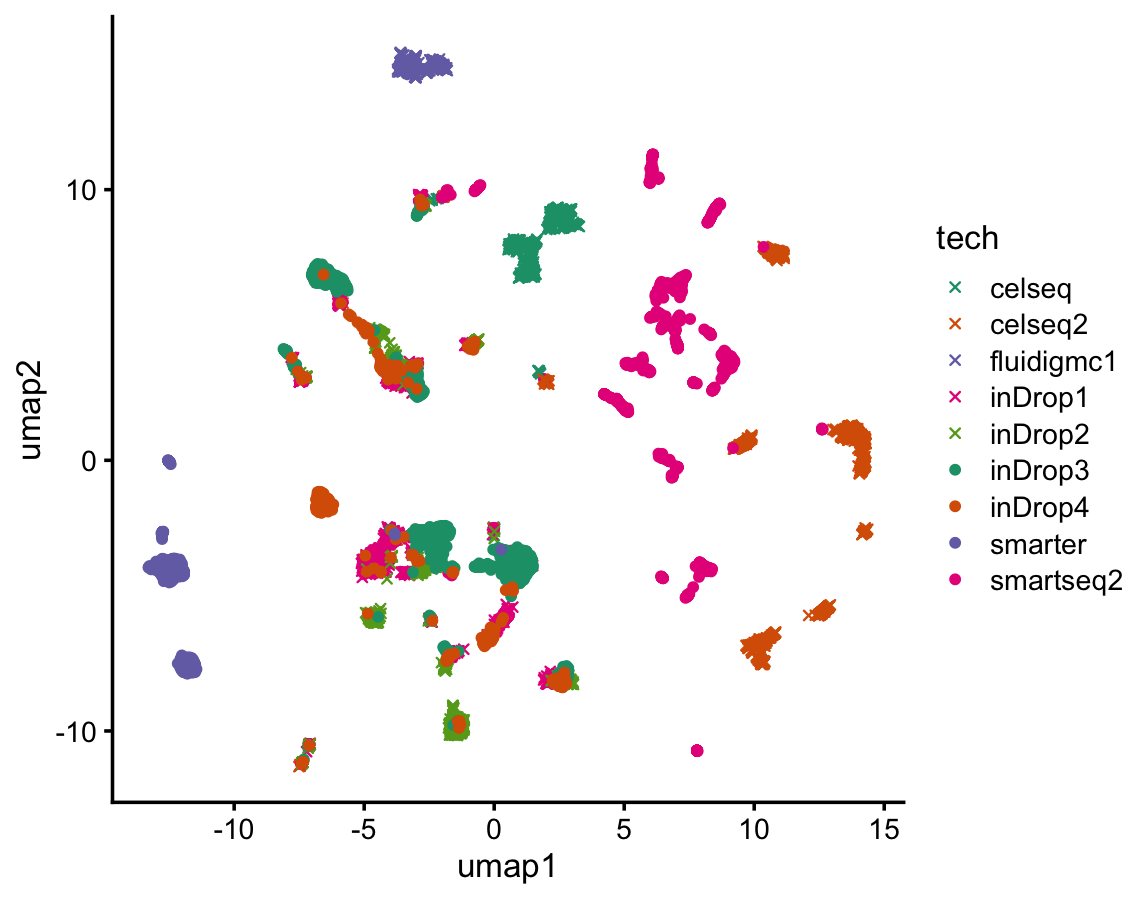 umap2
10
0
-10
-10
-5
0
5
10
15
umap1
tech
celseq
celseq2
fluidigmc1
inDrop1
inDrop2
inDrop3
inDrop4
smarter
smartseq2